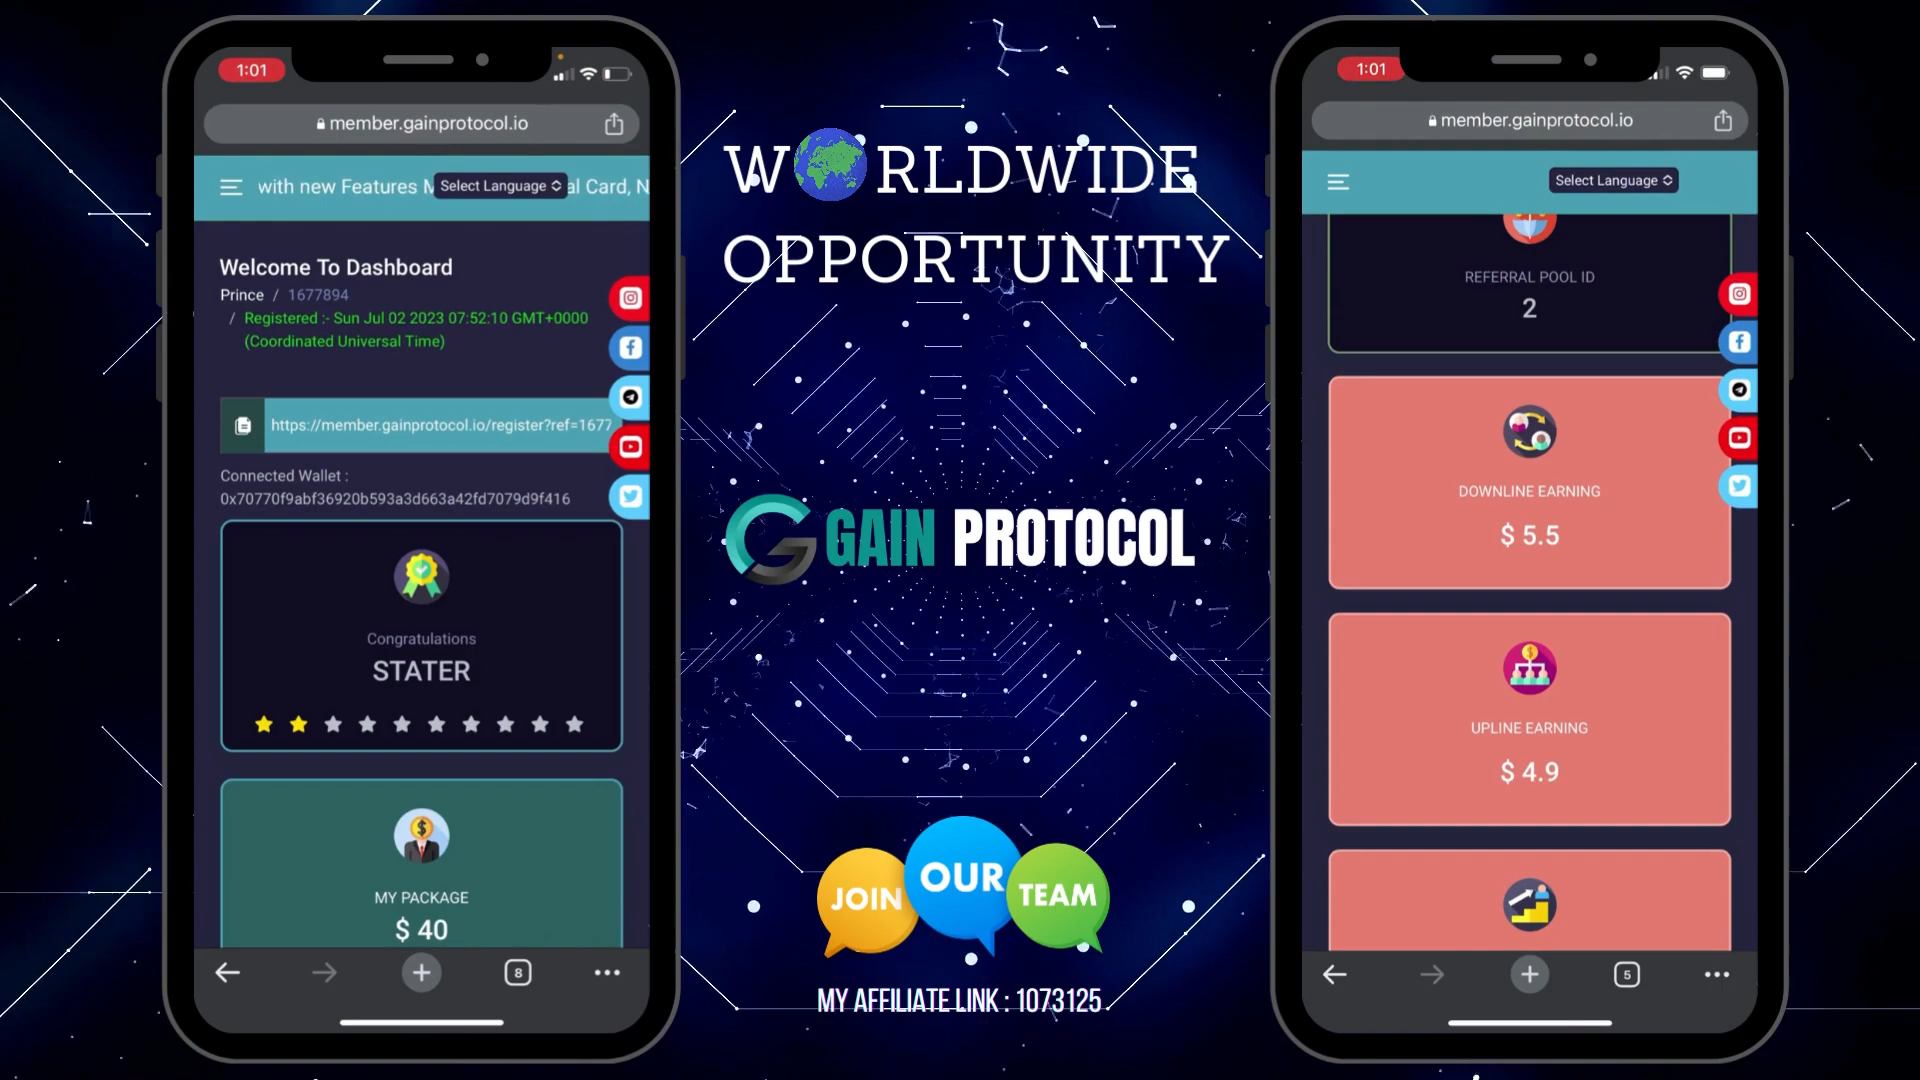 1:01
member.gainprotocol.io
with new Features M Select Language al Card, N
Welcome To Dashboard
Prince / 1677894
/ Registered :- Sun Jul 02 2023 07:52:10 GMT+0000
(Coordinated Universal Time)
https://member.gainprotocol.io/register?ref=1677
Connected Wallet :
0x70770f9abf36920b593a3d663a42fd7079d9f416
Congratulations
STATER
MY PACKAGE
$ 40
8
WORLDWIDE
OPPORTUNITY
GAIN PROTOCOL
JOIN OUR TEAM
MY AFFILIATE LINK : 1073125
1:01
member.gainprotocol.io
Select Language
REFERRAL POOL ID
2
DOWNLINE EARNING
$ 5.5
UPLINE EARNING
$ 4.9
5